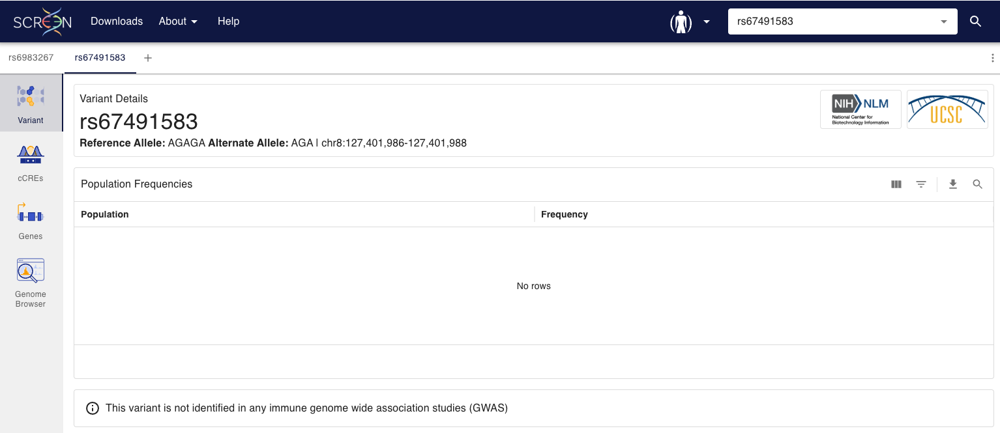 SCREEN Downloads About Help rs67491583
rs6983267 rs67491583 +
Variant
cCREs
Genes
Genome
Browser
Variant Details
rs67491583
Reference Allele: AGAGA Alternate Allele: AGA | chr8:127,401,986-127,401,988
NIH NLM
National Center for
Biotechnology Information
UCSC
Population Frequencies
Population Frequency
No rows
This variant is not identified in any immune genome wide association studies (GWAS)